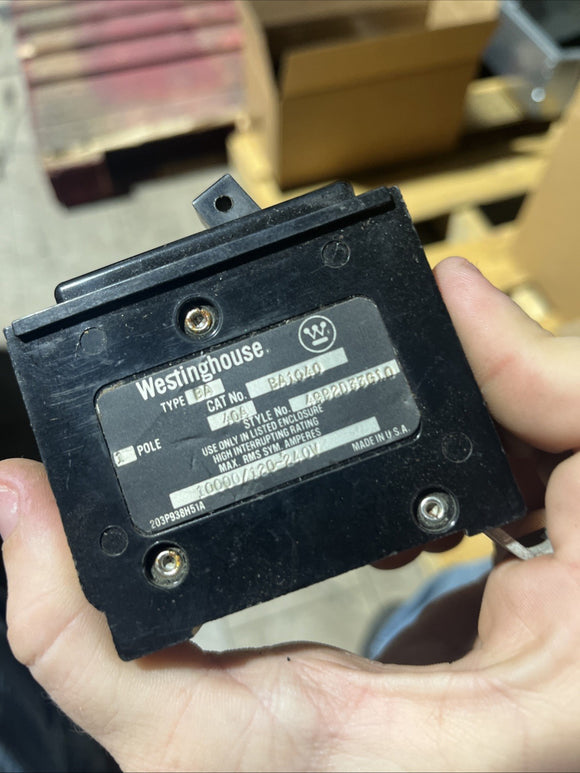 W
Westinghouse
TYPE BA CAT No. BA1040
40A STYLE No.
1 POLE
USE ONLY IN LISTED ENCLOSURE
HIGH INTERRUPTING RATING
MAX. RMS SYM. AMPERES
10000/120-240V
203P938H51A MADE IN U.S.A.